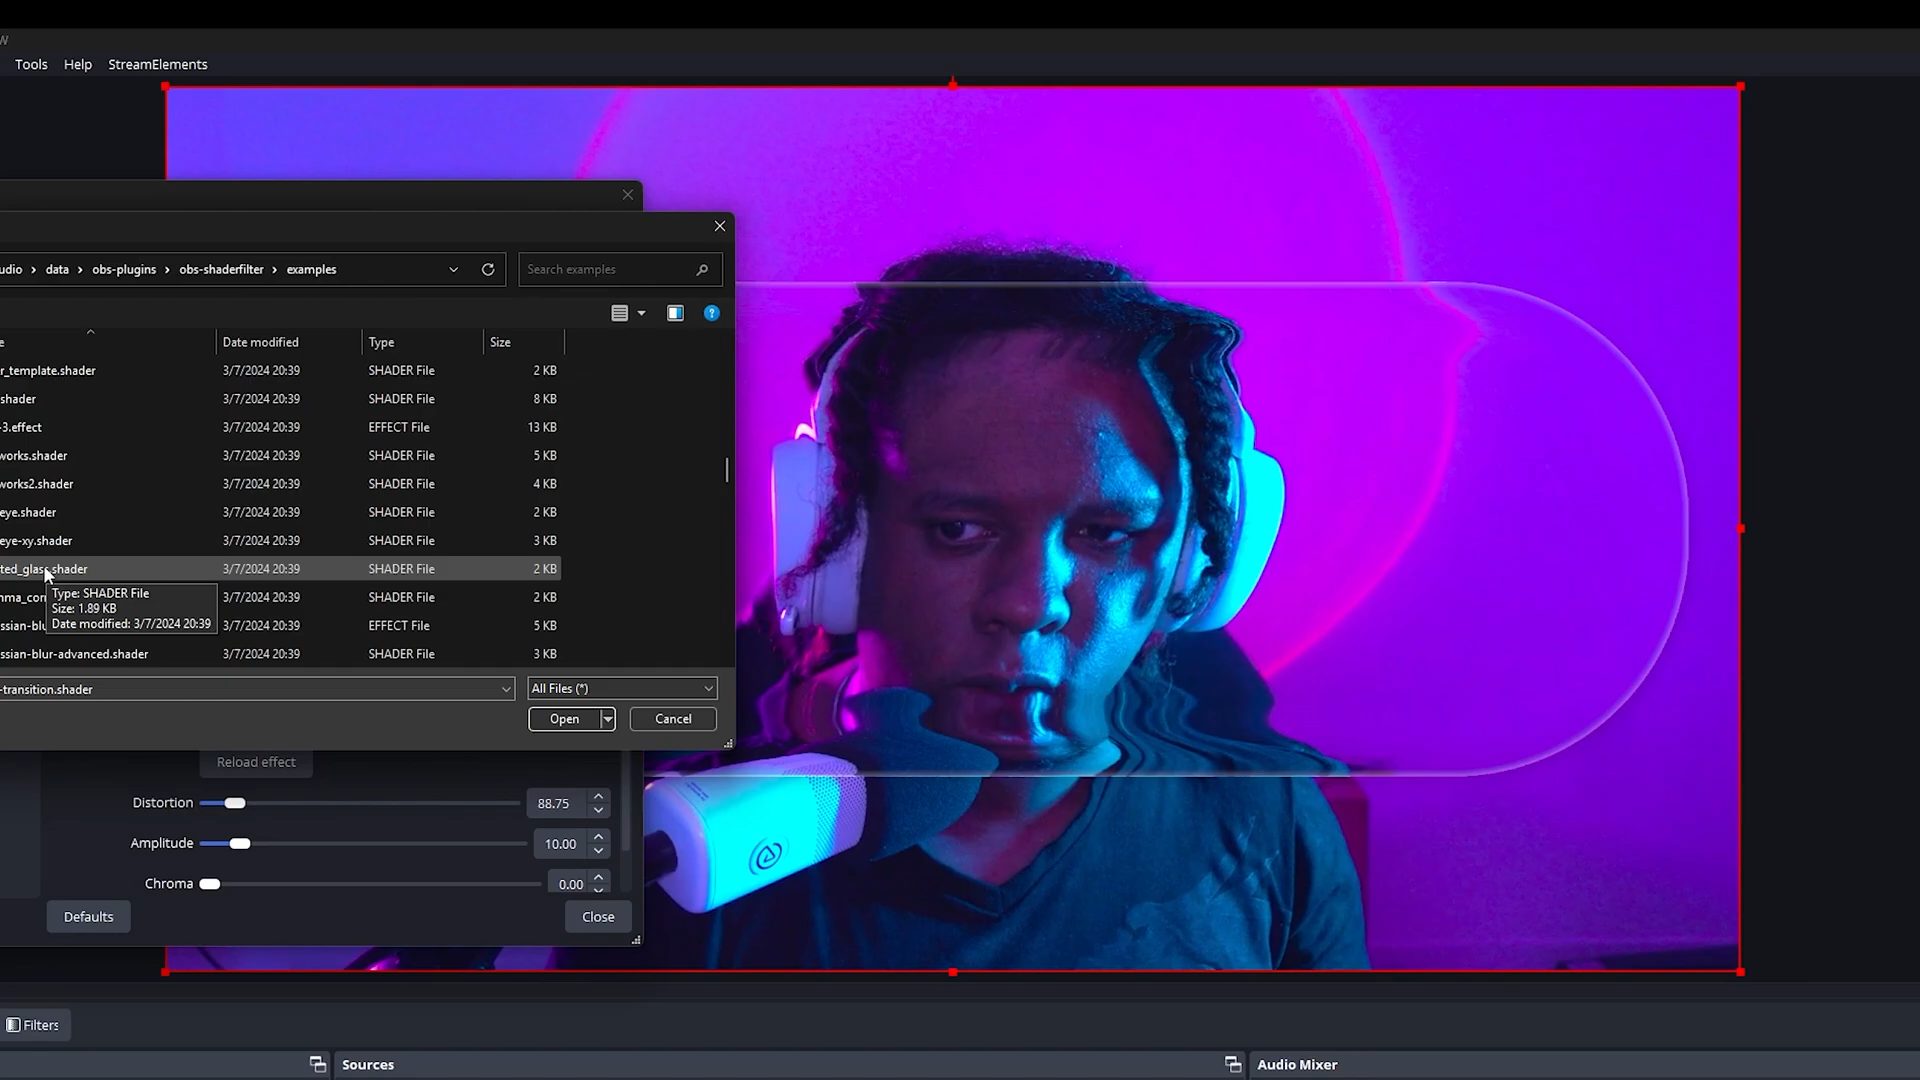 W
Tools Help StreamElements
udio > data > obs-plugins > obs-shaderfilter > examples
Search examples
e Date modified Type Size
r_template.shader 3/7/2024 20:39 SHADER File 2 KB
shader 3/7/2024 20:39 SHADER File 8 KB
-3.effect 3/7/2024 20:39 EFFECT File 13 KB
works.shader 3/7/2024 20:39 SHADER File 5 KB
works2.shader 3/7/2024 20:39 SHADER File 4 KB
eye.shader 3/7/2024 20:39 SHADER File 2 KB
eye-xy.shader 3/7/2024 20:39 SHADER File 3 KB
ted_glass.shader 3/7/2024 20:39 SHADER File 2 KB
nma_cor 3/7/2024 20:39 SHADER File 2 KB
ssian-blu 3/7/2024 20:39 EFFECT File 5 KB
ssian-blur-advanced.shader 3/7/2024 20:39 SHADER File 3 KB
Type: SHADER File
Size: 1.89 KB
Date modified: 3/7/2024 20:39
-transition.shader All Files (*)
Open Cancel
Reload effect
Distortion 88.75
Amplitude 10.00
Chroma 0.00
Defaults Close
Filters
Sources Audio Mixer